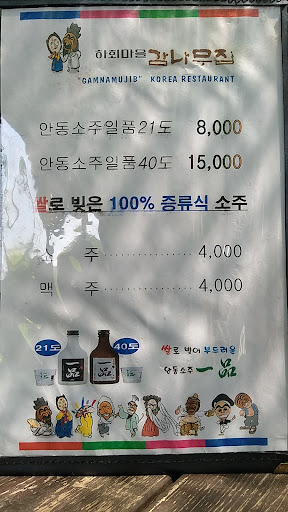 하회마을 감나무집
"GAMNAMUJIB" KOREA RESTAURANT
안동소주일품21도 8,000
안동소주일품40도 15,000
쌀로 빚은 100% 증류식 소주
소 주 4,000
맥 주 4,000
21도 40도
一品 一品
쌀로 빚어 부드러운
안동소주 一品